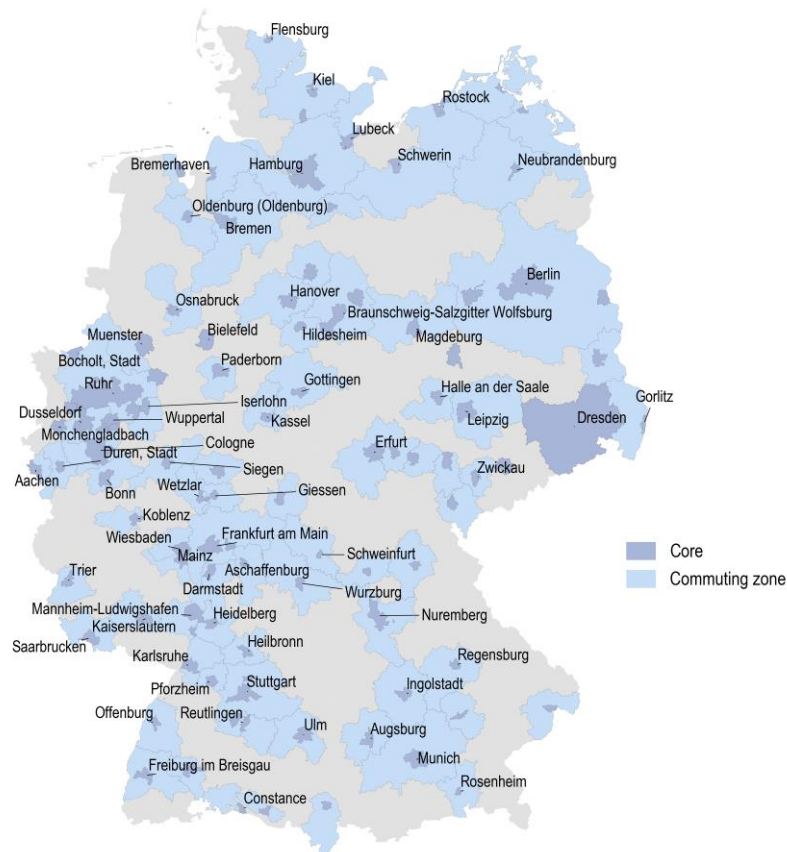 Flensburg
Kiel
Rostock
Lubeck
Bremerhaven
Hamburg
Schwerin
Neubrandenburg
Oldenburg (Oldenburg)
Bremen
Berlin
Hanover
Osnabruck
Braunschweig-Salzgitter Wolfsburg
Muenster
Bielefeld
Hildesheim
Magdeburg
Bocholt, Stadt
Paderborn
Gottingen
Ruhr
Halle an der Saale
Gorlitz
Iserlohn
Dusseldorf
Wuppertal
Kassel
Leipzig
Dresden
Monchengladbach
Cologne
Erfurt
Duren, Stadt
Siegen
Zwickau
Aachen
Bonn
Wetzlar
Giessen
Koblenz
Wiesbaden
Frankfurt am Main
Mainz
Schweinfurt
Core
Trier
Aschaffenburg
Commuting zone
Darmstadt
Wurzburg
Mannheim-Ludwigshafen
Heidelberg
Nuremberg
Kaiserslautern
Saarbrucken
Heilbronn
Karlsruhe
Regensburg
Pforzheim
Stuttgart
Ingolstadt
Offenburg
Reutlingen
Ulm
Augsburg
Munich
Freiburg im Breisgau
Rosenheim
Constance